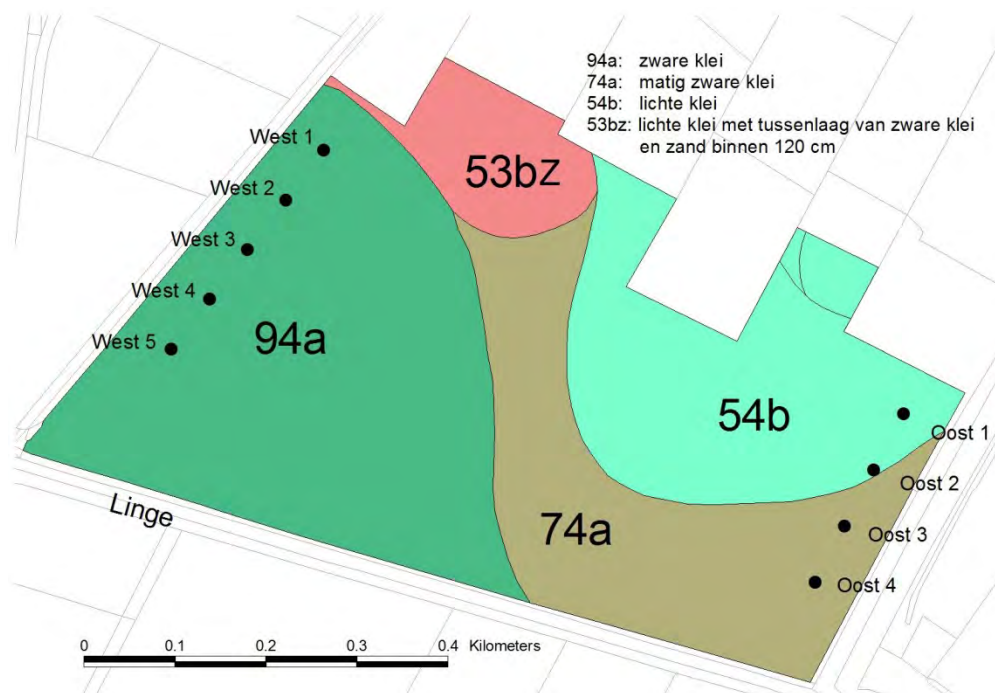 94a: zware klei
74a: matig zware klei
54b: lichte klei
53bz: lichte klei met tussenlaag van zware klei
en zand binnen 120 cm
West 1
53bz
West 2
West 3
West 4
94a
West 5
54b
Oost 1
Oost 2
Linge
74a
Oost 3
Oost 4
0 0.1 0.2 0.3 0.4 Kilometers